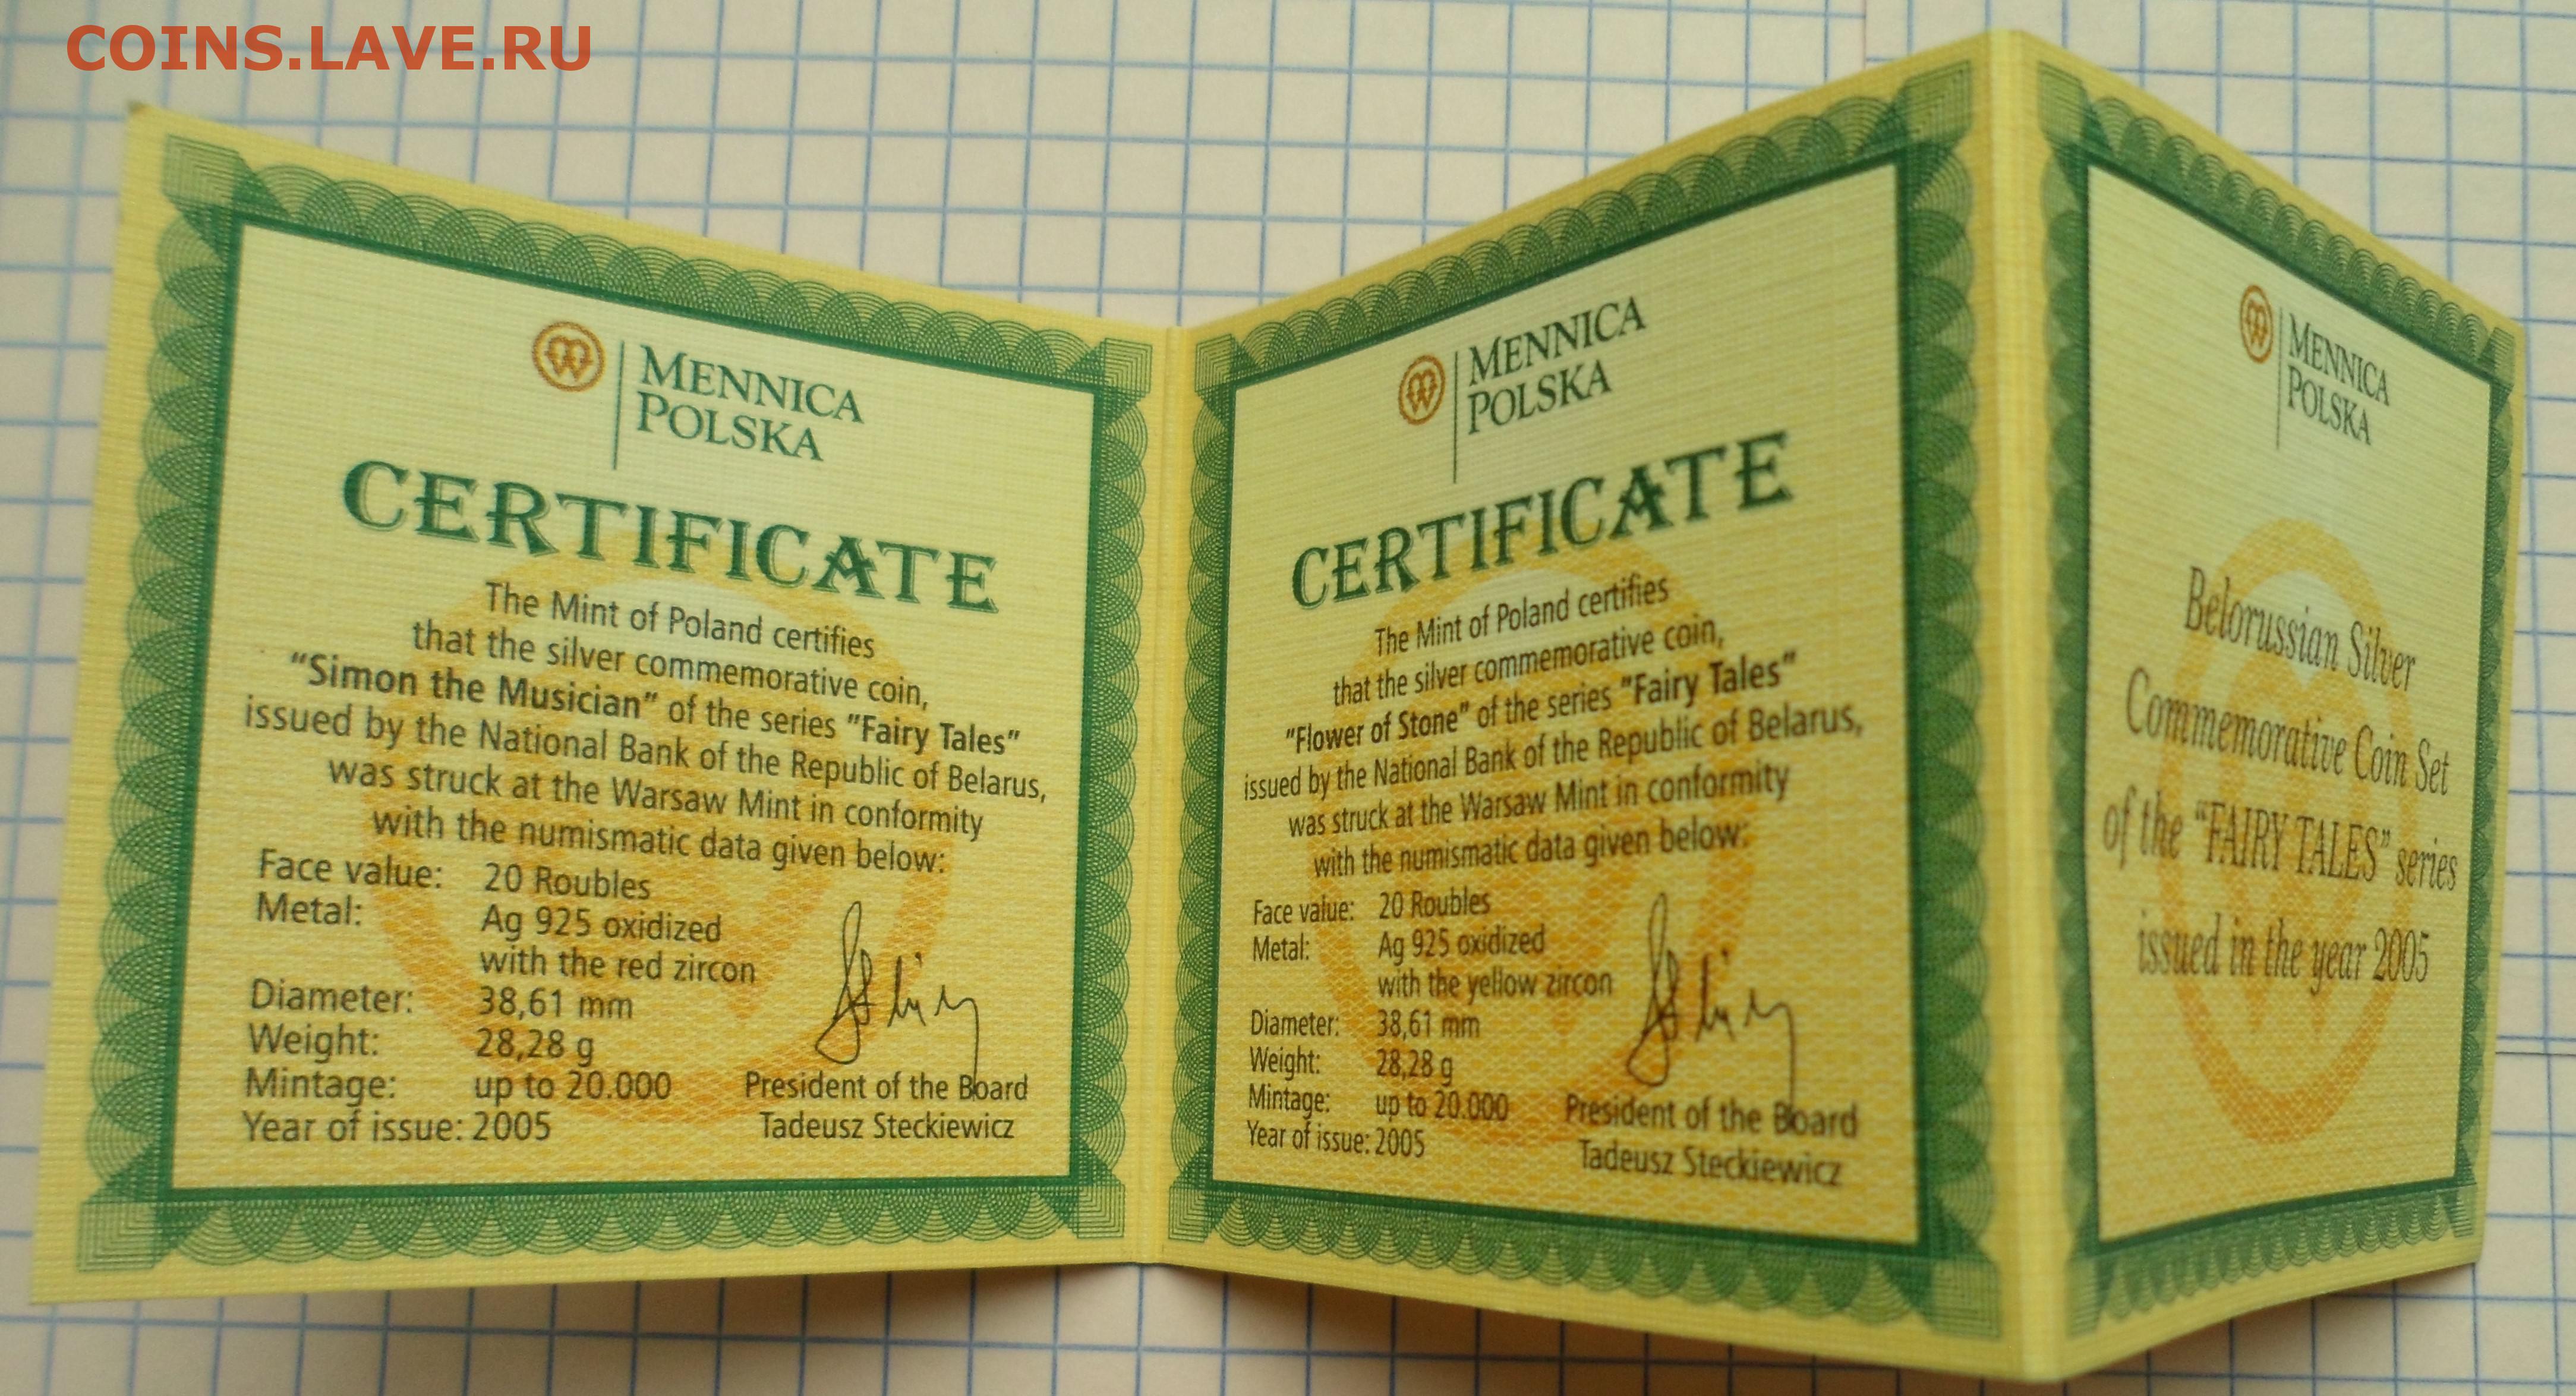 COINS.LAVE.RU
MENNICA
POLSKA
CERTIFICATE
The Mint of Poland certifies
that the silver commemorative coin,
“Simon the Musician” of the series ”Fairy Tales”
issued by the National Bank of the Republic of Belarus,
was struck at the Warsaw Mint in conformity
with the numismatic data given below:
Face value: 20 Roubles
Metal: Ag 925 oxidized
with the red zircon
Diameter: 38,61 mm
Weight: 28,28 g
Mintage: up to 20.000
Year of issue: 2005
President of the Board
Tadeusz Steckiewicz
MENNICA
POLSKA
CERTIFICATE
The Mint of Poland certifies
that the silver commemorative coin,
“Flower of Stone” of the series ”Fairy Tales”
issued by the National Bank of the Republic of Belarus,
was struck at the Warsaw Mint in conformity
with the numismatic data given below:
Face value: 20 Roubles
Metal: Ag 925 oxidized
with the yellow zircon
Diameter: 38,61 mm
Weight: 28,28 g
Mintage: up to 20.000
Year of issue: 2005
President of the Board
Tadeusz Steckiewicz
MENNICA
POLSKA
Belorussian Silver
Commemorative Coin Set
of the “FAIRY TALES” series
issued in the year 2005